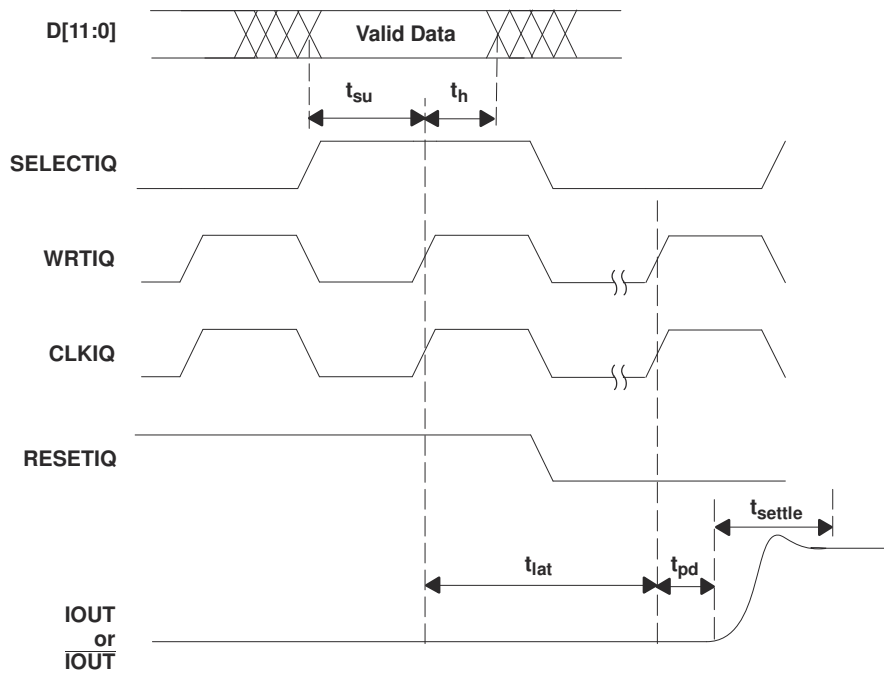 D[11:0]
Valid Data
tsu
th
SELECTIQ
WRTIQ
CLKIQ
RESETIQ
tsettle
tlat
tpd
IOUT
or
IOUT